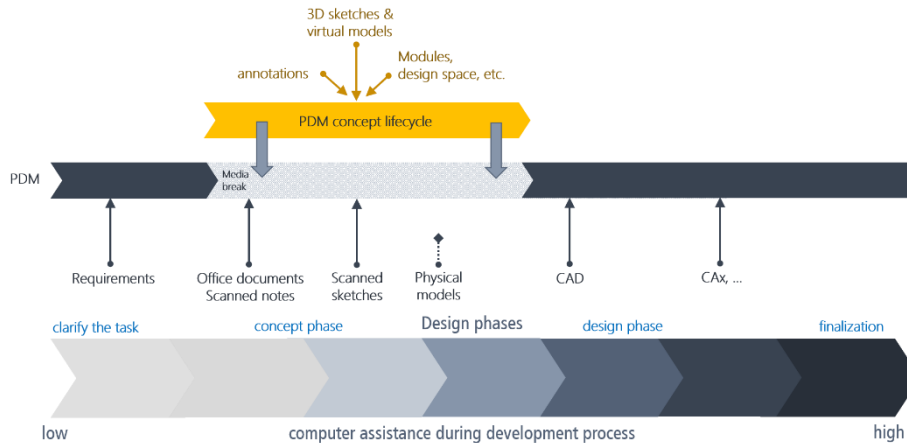 3D sketches &
virtual models
Modules,
design space, etc.
annotations
PDM concept lifecycle
PDM
Media
break
Requirements
Office documents
Scanned notes
Scanned
sketches
Physical
models
CAD
CAx, ...
Design phases
clarify the task
concept phase
design phase
finalization
low
computer assistance during development process
high